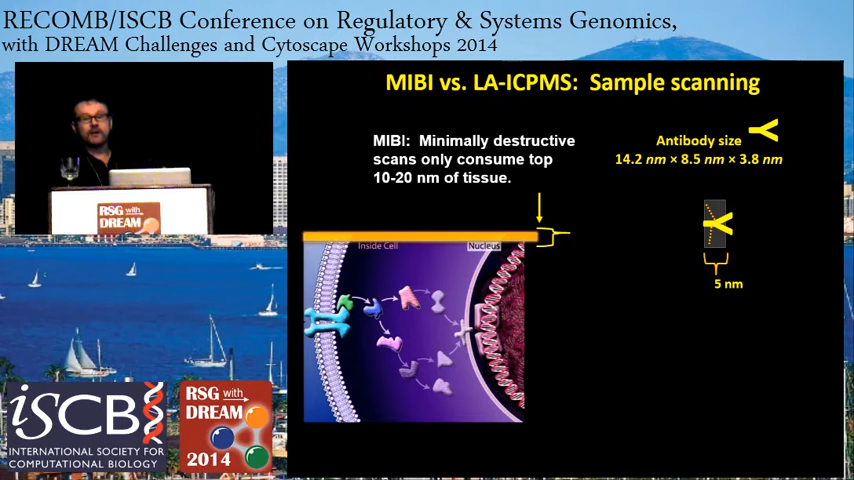 RECOMB/ISCB Conference on Regulatory & Systems Genomics,
with DREAM Challenges and Cytoscape Workshops 2014
MIBI vs. LA-ICPMS: Sample scanning
MIBI: Minimally destructive
scans only consume top
10-20 nm of tissue.
Antibody size
14.2 nm × 8.5 nm × 3.8 nm
5 nm
Inside Cell
Nucleus
RSG with
DREAM
iSCB
INTERNATIONAL SOCIETY FOR
COMPUTATIONAL BIOLOGY
RSG with
DREAM
2014